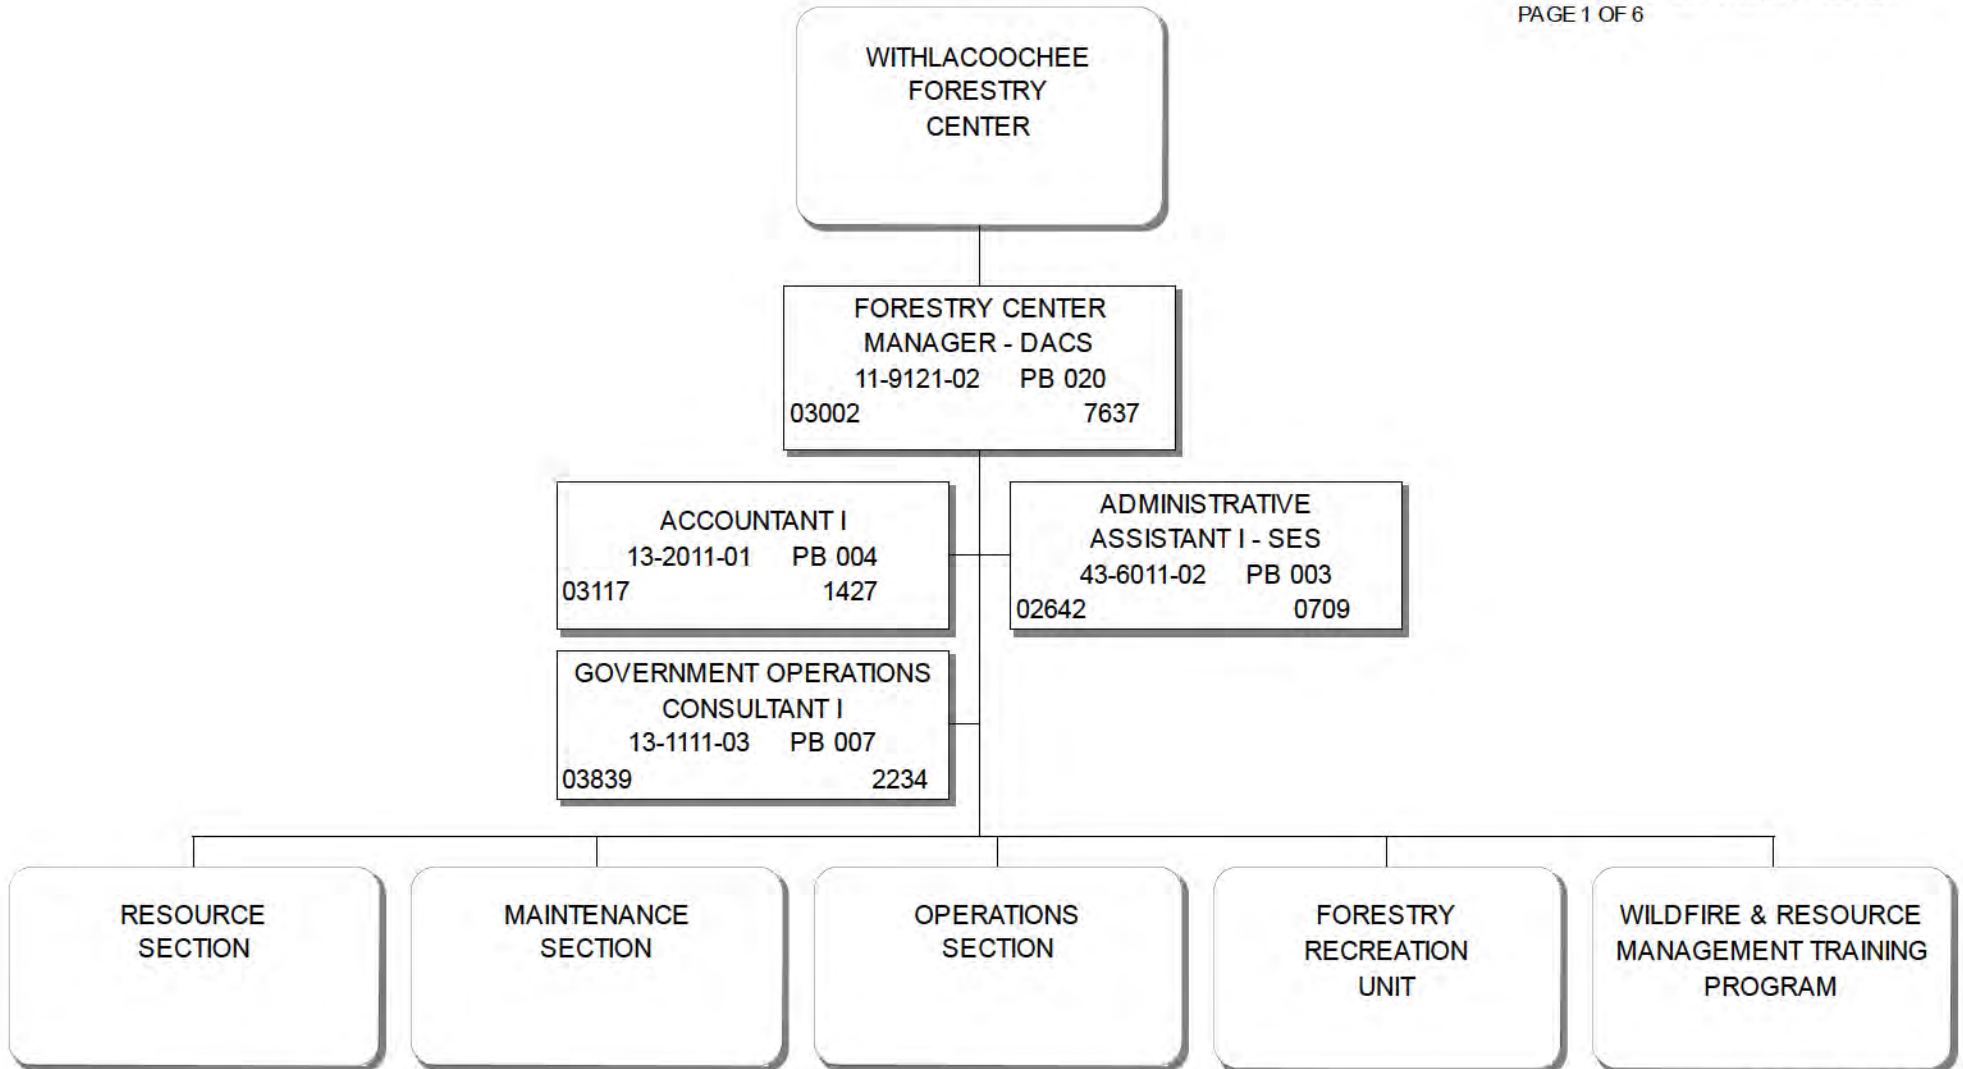 PAGE 1 OF 6
WITHLACOOCHEE
FORESTRY
CENTER
FORESTRY CENTER
MANAGER - DACS
11-9121-02 PB 020
03002 7637
ACCOUNTANT I
13-2011-01 PB 004
03117 1427
ADMINISTRATIVE
ASSISTANT I - SES
43-6011-02 PB 003
02642 0709
GOVERNMENT OPERATIONS
CONSULTANT I
13-1111-03 PB 007
03839 2234
RESOURCE
SECTION
MAINTENANCE
SECTION
OPERATIONS
SECTION
FORESTRY
RECREATION
UNIT
WILDFIRE & RESOURCE
MANAGEMENT TRAINING
PROGRAM